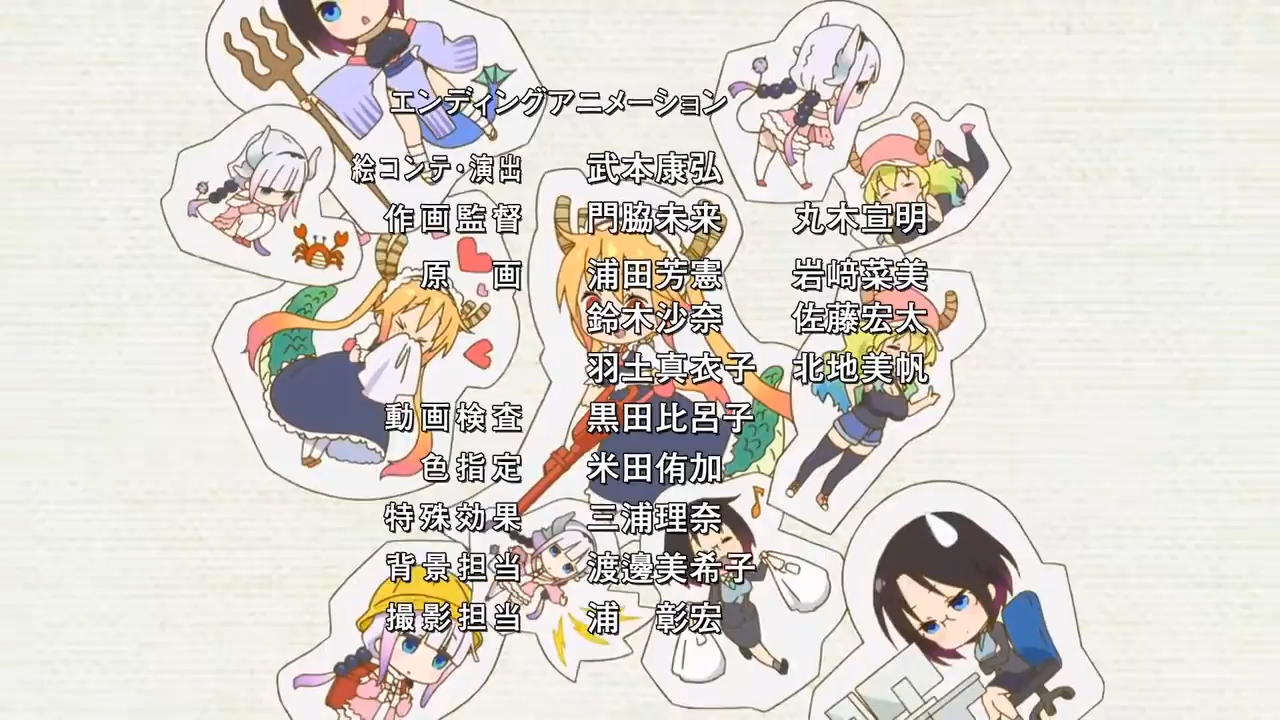 エンディングアニメーション
絵コンテ・演出 武本康弘
作画監督 門脇未来 丸木宣明
原画 浦田芳憲 岩﨑菜美
鈴木沙奈 佐藤宏太
羽土真衣子 北地美帆
動画検査 黒田比呂子
色指定 米田侑加
特殊効果 三浦理奈
背景担当 渡邊美希子
撮影担当 浦 彰宏